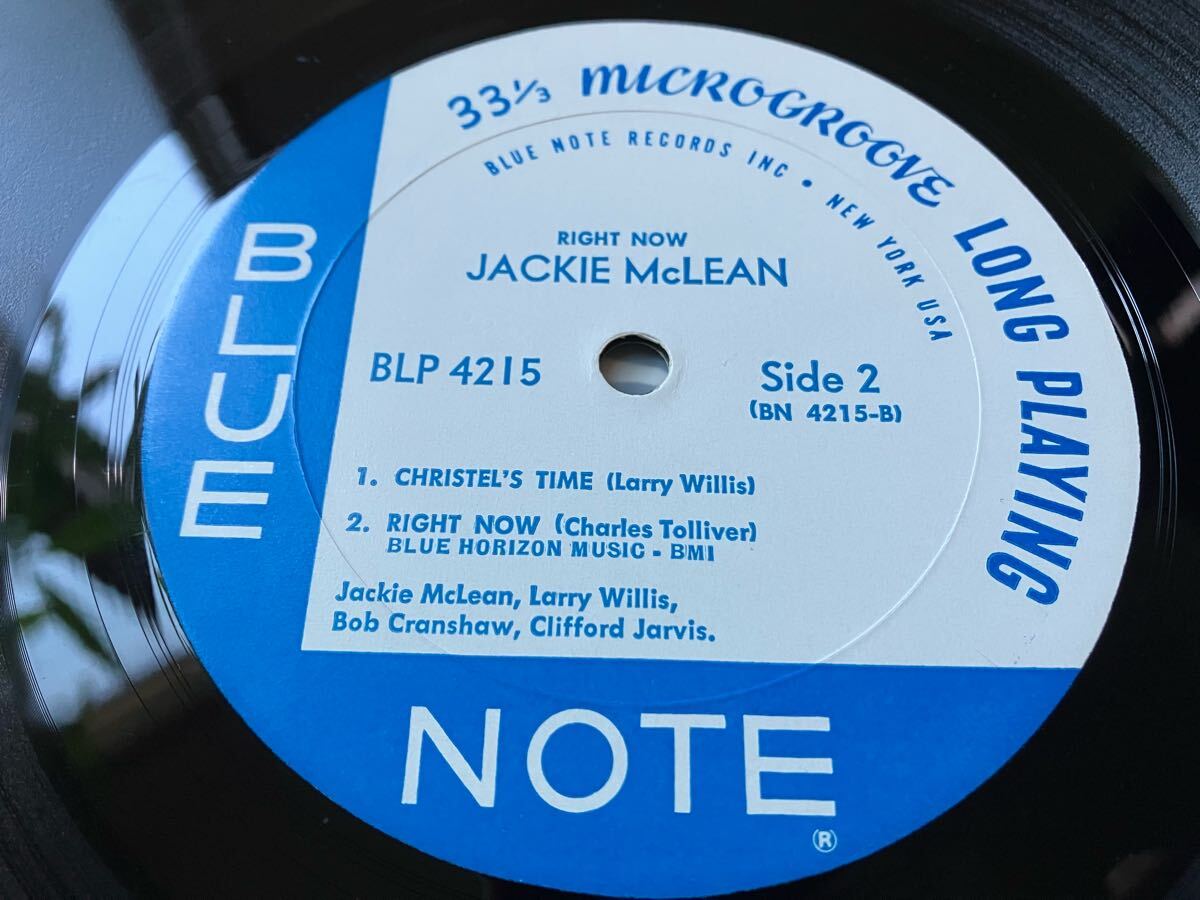 33⅓ MICROGROOVE LONG PLAYING
BLUE NOTE RECORDS INC • NEW YORK USA
RIGHT NOW
JACKIE McLEAN
BLP 4215
Side 2
(BN 4215-B)
1. CHRISTEL'S TIME (Larry Willis)
2. RIGHT NOW (Charles Tolliver)
BLUE HORIZON MUSIC - BMI
Jackie McLean, Larry Willis,
Bob Cranshaw, Clifford Jarvis.
BLUE
NOTE
®